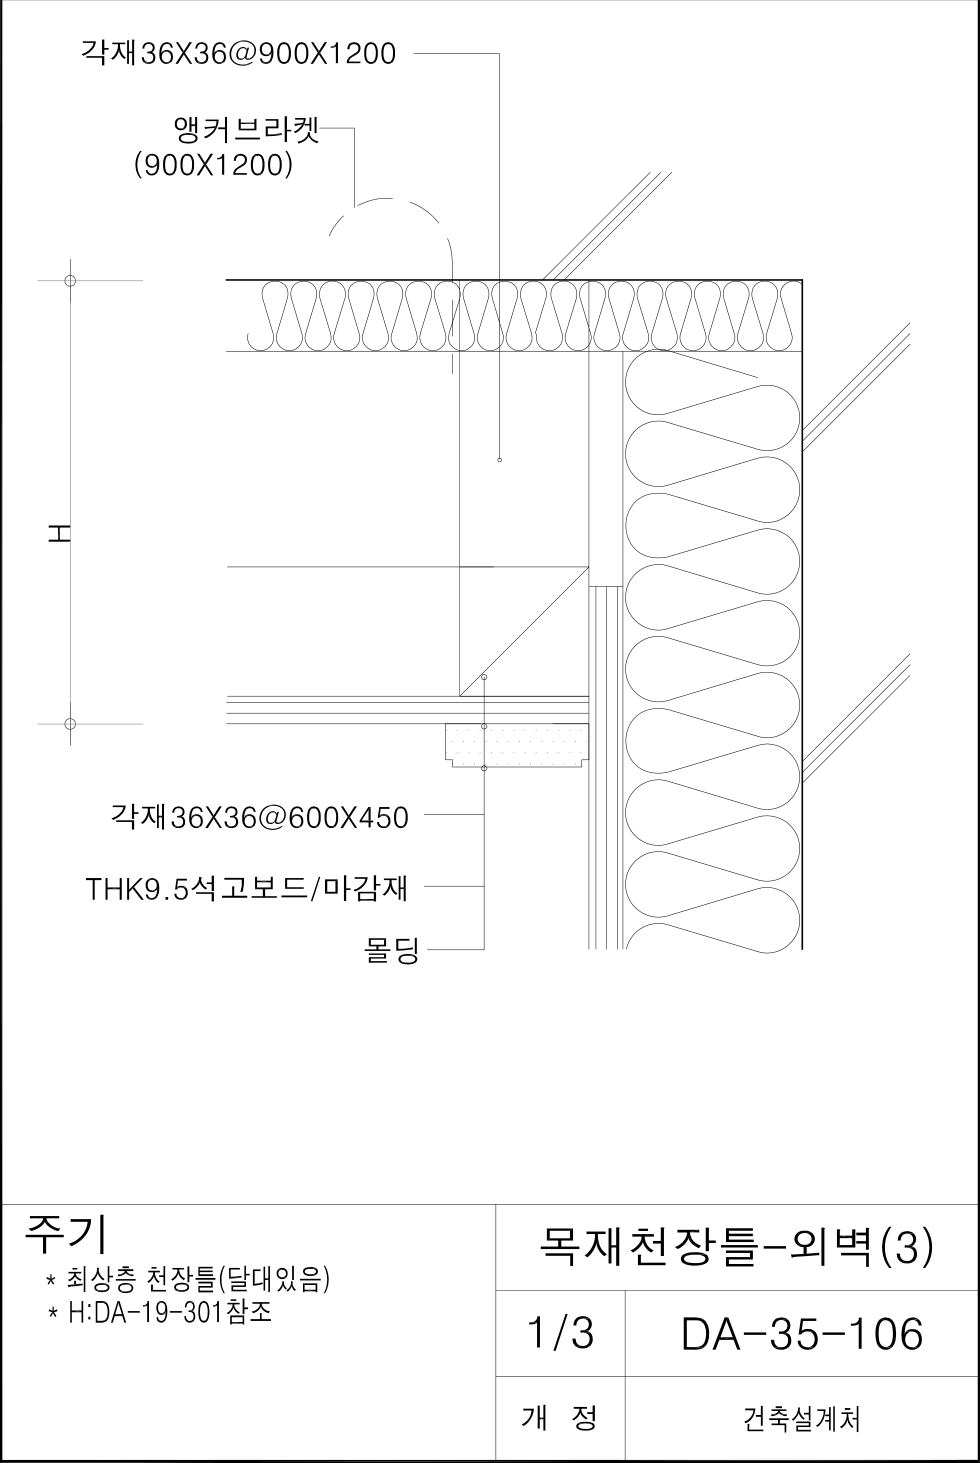 각재36X36@900X1200
앵커브라켓
(900X1200)
H
각재36X36@600X450
THK9.5석고보드/마감재
몰딩
주기
* 최상층 천장틀(달대있음)
* H:DA-19-301참조
목재천장틀-외벽(3)
1/3
DA-35-106
개 정
건축설계처